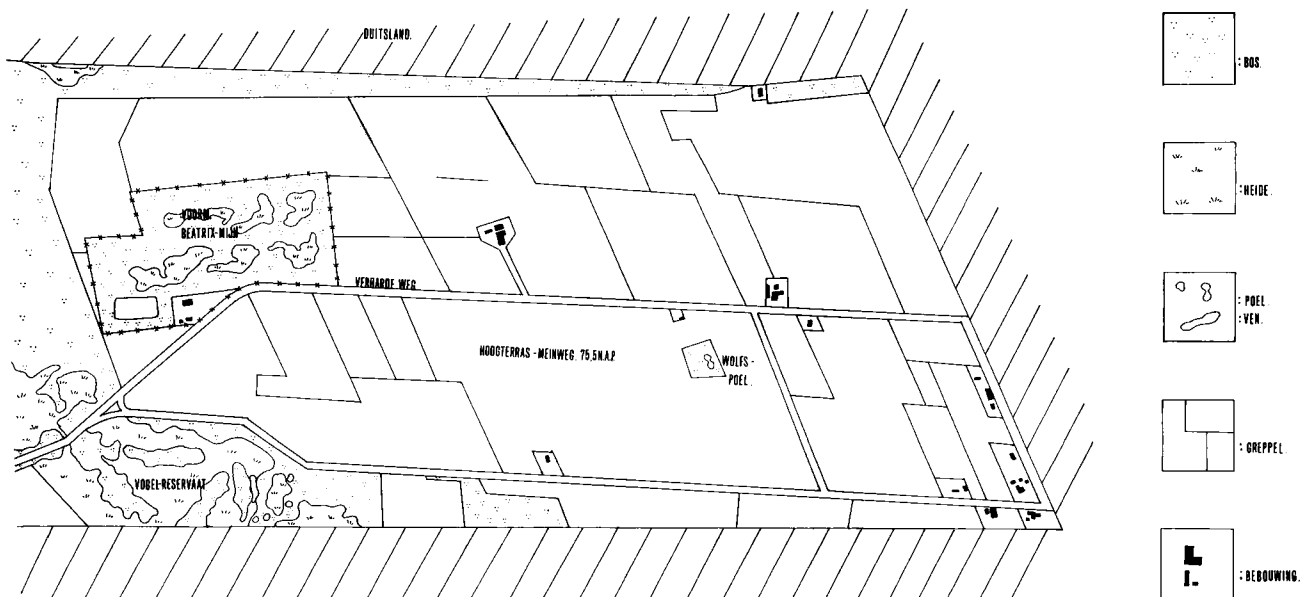 DUITSLAND.
VOORM.
BEATRIX-MIJN
VERHARDE WEG
HOOGTERRAS - MEINWEG. 75,5 N.A.P.
WOLFS-
POEL.
VOGEL-RESERVAAT
: BOS.
: HEIDE.
: POEL.
: VEN.
: GREPPEL
: BEBOUWING.